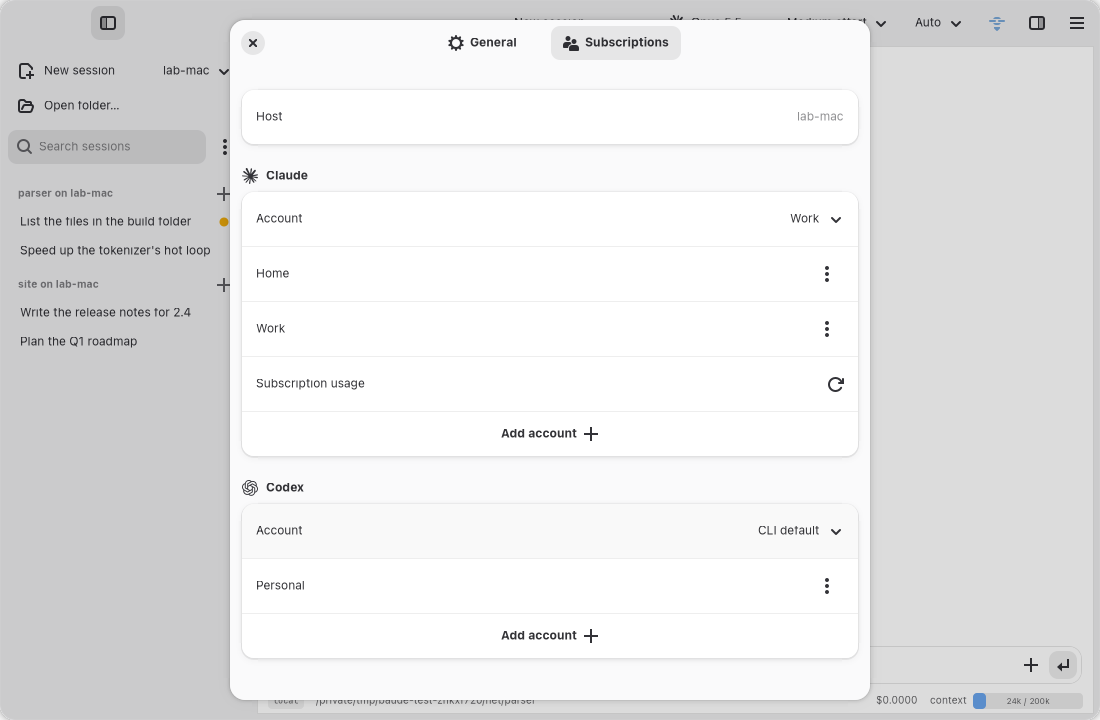 General
Subscriptions
Auto
New session
lab-mac
Open folder...
Search sessions
parser on lab-mac
List the files in the build folder
Speed up the tokenizer's hot loop
site on lab-mac
Write the release notes for 2.4
Plan the Q1 roadmap
Host
lab-mac
Claude
Account
Work
Home
Work
Subscription usage
Add account
Codex
Account
CLI default
Personal
Add account
$0.0000
context
24k / 200k